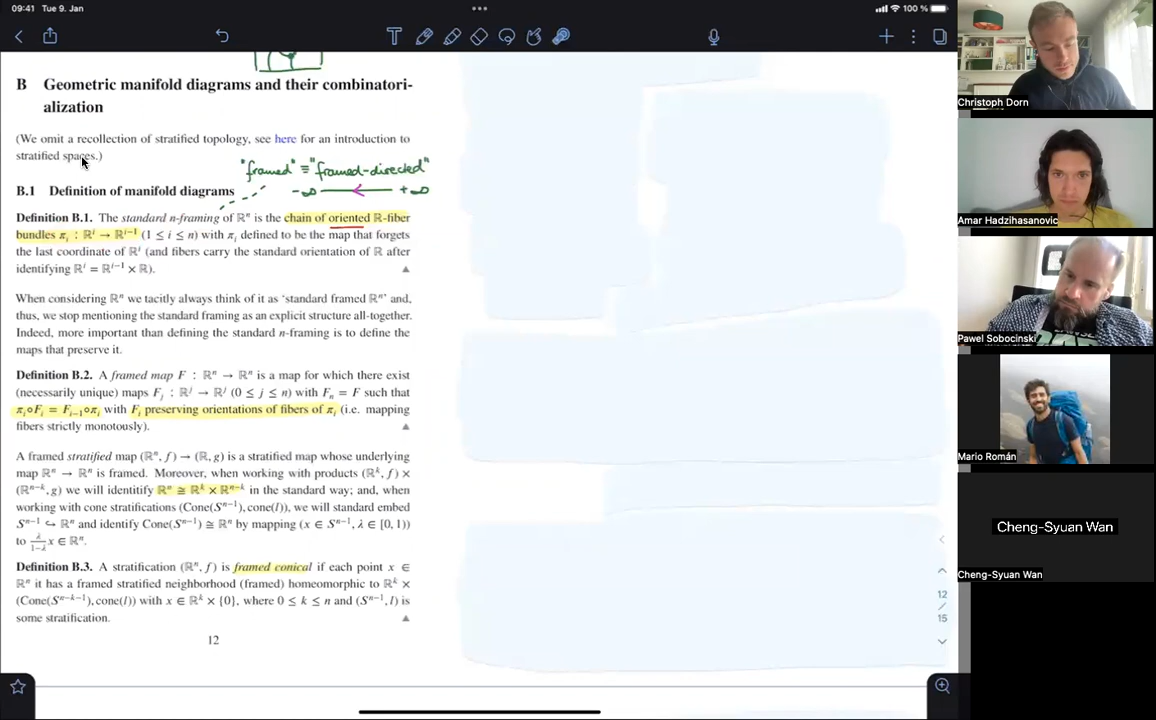 09:41 Tue 9. Jan
100 %
B Geometric manifold diagrams and their combinatori-
alization
(We omit a recollection of stratified topology, see here for an introduction to
stratified spaces.)
"framed" ≡ "framed-directed"
-∞ +∞
B.1 Definition of manifold diagrams
Definition B.1. The standard n-framing of ℝⁿ is the chain of oriented ℝ-fiber
bundles πᵢ : ℝⁱ → ℝⁱ⁻¹ (1 ≤ i ≤ n) with πᵢ defined to be the map that forgets
the last coordinate of ℝⁱ (and fibers carry the standard orientation of ℝ after
identifying ℝⁱ = ℝⁱ⁻¹ × ℝ). ▲
When considering ℝⁿ we tacitly always think of it as 'standard framed ℝⁿ' and,
thus, we stop mentioning the standard framing as an explicit structure all-together.
Indeed, more important than defining the standard n-framing is to define the
maps that preserve it.
Definition B.2. A framed map F : ℝⁿ → ℝⁿ is a map for which there exist
(necessarily unique) maps Fⱼ : ℝʲ → ℝʲ (0 ≤ j ≤ n) with Fₙ = F such that
πᵢ∘Fᵢ = Fᵢ₋₁∘πᵢ with Fᵢ preserving orientations of fibers of πᵢ (i.e. mapping
fibers strictly monotously). ▲
A framed stratified map (ℝⁿ, f) → (ℝ, g) is a stratified map whose underlying
map ℝⁿ → ℝⁿ is framed. Moreover, when working with products (ℝᵏ, f) ×
(ℝⁿ⁻ᵏ, g) we will identitify ℝⁿ ≅ ℝᵏ × ℝⁿ⁻ᵏ in the standard way; and, when
working with cone stratifications (Cone(Sⁿ⁻¹), cone(l)), we will standard embed
Sⁿ⁻¹ ↪ ℝⁿ and identify Cone(Sⁿ⁻¹) ≅ ℝⁿ by mapping (x ∈ Sⁿ⁻¹, λ ∈ [0, 1))
to λ/(1−λ) x ∈ ℝⁿ.
Definition B.3. A stratification (ℝⁿ, f) is framed conical if each point x ∈
ℝⁿ it has a framed stratified neighborhood (framed) homeomorphic to ℝᵏ ×
(Cone(Sⁿ⁻ᵏ⁻¹), cone(l)) with x ∈ ℝᵏ × {0}, where 0 ≤ k ≤ n and (Sⁿ⁻¹, l) is
some stratification. ▲
12
12
/
15
Christoph Dorn
Amar Hadzihasanovic
Pawel Sobocinski
Mario Román
Cheng-Syuan Wan
Cheng-Syuan Wan